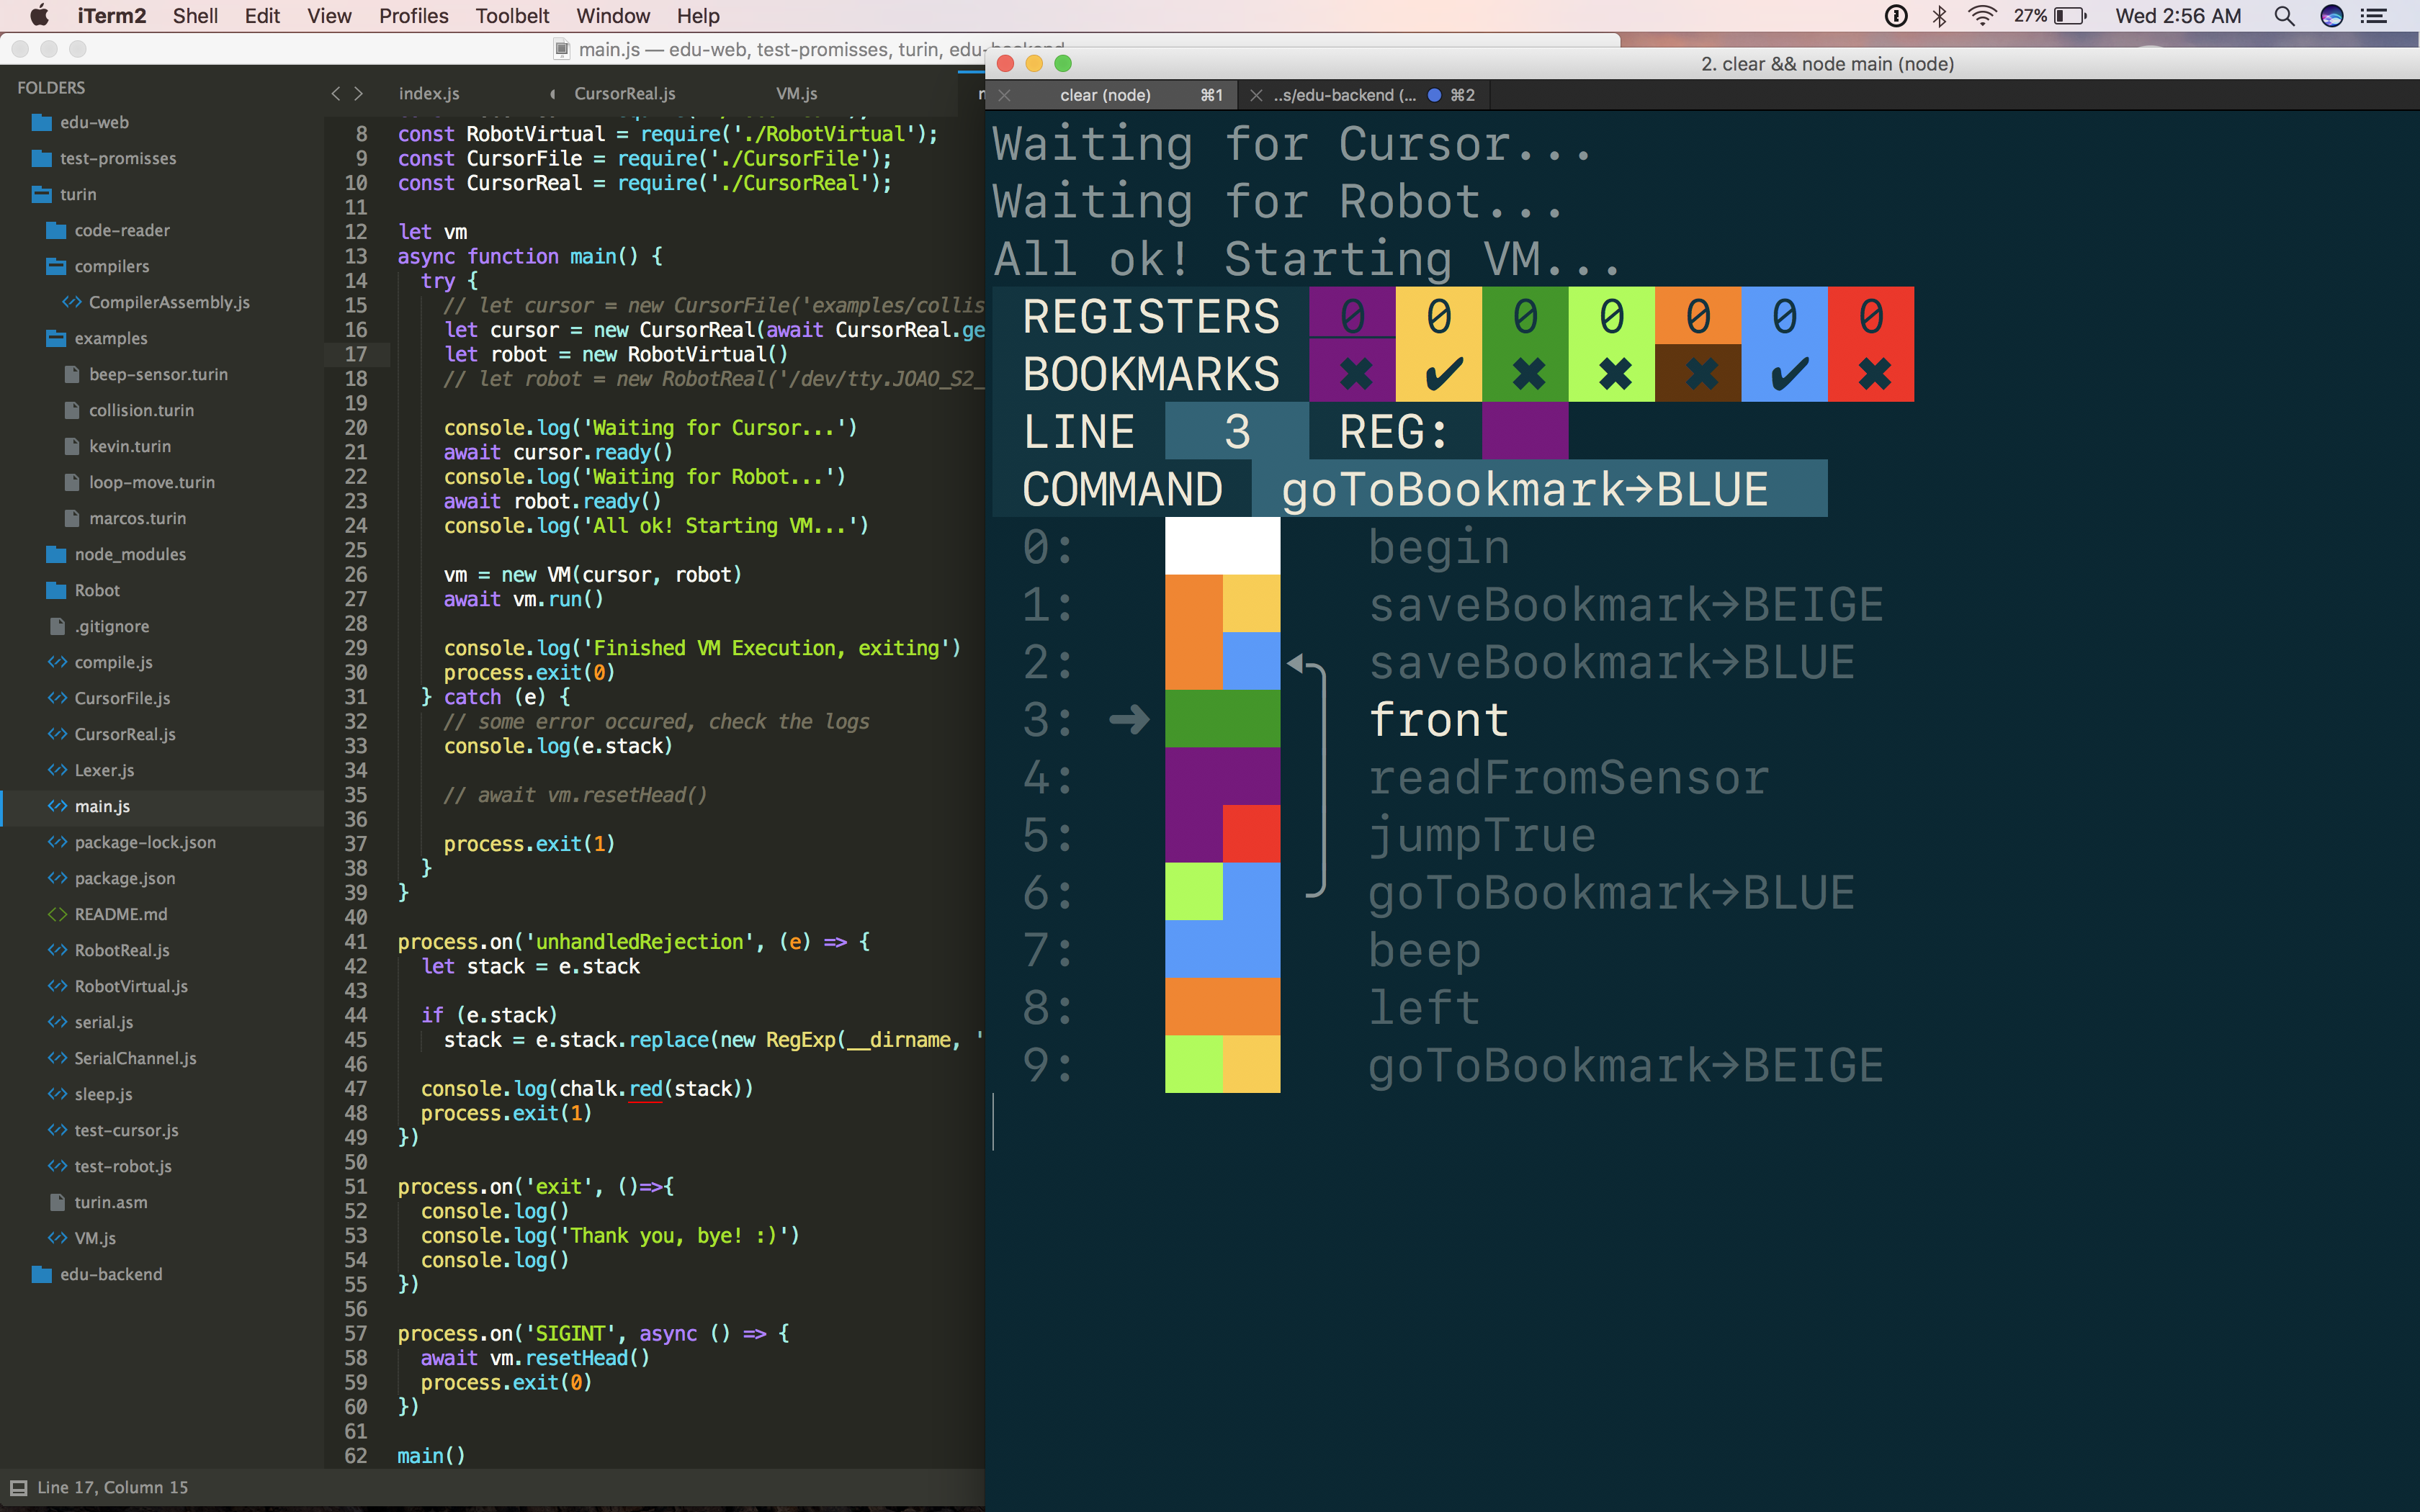 iTerm2 Shell Edit View Profiles Toolbelt Window Help 27% Wed 2:56 AM
main.js — edu-web, test-promisses, turin, edu-backend
FOLDERS
edu-web
test-promisses
turin
code-reader
compilers
CompilerAssembly.js
examples
beep-sensor.turin
collision.turin
kevin.turin
loop-move.turin
marcos.turin
node_modules
Robot
.gitignore
compile.js
CursorFile.js
CursorReal.js
Lexer.js
main.js
package-lock.json
package.json
README.md
RobotReal.js
RobotVirtual.js
serial.js
SerialChannel.js
sleep.js
test-cursor.js
test-robot.js
turin.asm
VM.js
edu-backend
index.js CursorReal.js VM.js
8 const RobotVirtual = require('./RobotVirtual');
9 const CursorFile = require('./CursorFile');
10 const CursorReal = require('./CursorReal');
11
12 let vm
13 async function main() {
14 try {
15 // let cursor = new CursorFile('examples/collis
16 let cursor = new CursorReal(await CursorReal.ge
17 let robot = new RobotVirtual()
18 // let robot = new RobotReal('/dev/tty.JOAO_S2_
19
20 console.log('Waiting for Cursor...')
21 await cursor.ready()
22 console.log('Waiting for Robot...')
23 await robot.ready()
24 console.log('All ok! Starting VM...')
25
26 vm = new VM(cursor, robot)
27 await vm.run()
28
29 console.log('Finished VM Execution, exiting')
30 process.exit(0)
31 } catch (e) {
32 // some error occured, check the logs
33 console.log(e.stack)
34
35 // await vm.resetHead()
36
37 process.exit(1)
38 }
39 }
40
41 process.on('unhandledRejection', (e) => {
42 let stack = e.stack
43
44 if (e.stack)
45 stack = e.stack.replace(new RegExp(__dirname, '
46
47 console.log(chalk.red(stack))
48 process.exit(1)
49 })
50
51 process.on('exit', ()=>{
52 console.log()
53 console.log('Thank you, bye! :)')
54 console.log()
55 })
56
57 process.on('SIGINT', async () => {
58 await vm.resetHead()
59 process.exit(0)
60 })
61
62 main()
Line 17, Column 15
2. clear && node main (node)
clear (node) ⌘1 ..s/edu-backend (... ⌘2
Waiting for Cursor...
Waiting for Robot...
All ok! Starting VM...
REGISTERS 0 0 0 0 0 0 0
BOOKMARKS ✖ ✔ ✖ ✖ ✖ ✔ ✖
LINE 3 REG:
COMMAND goToBookmark→BLUE
0: begin
1: saveBookmark→BEIGE
2: saveBookmark→BLUE
3: ➜ front
4: readFromSensor
5: jumpTrue
6: goToBookmark→BLUE
7: beep
8: left
9: goToBookmark→BEIGE